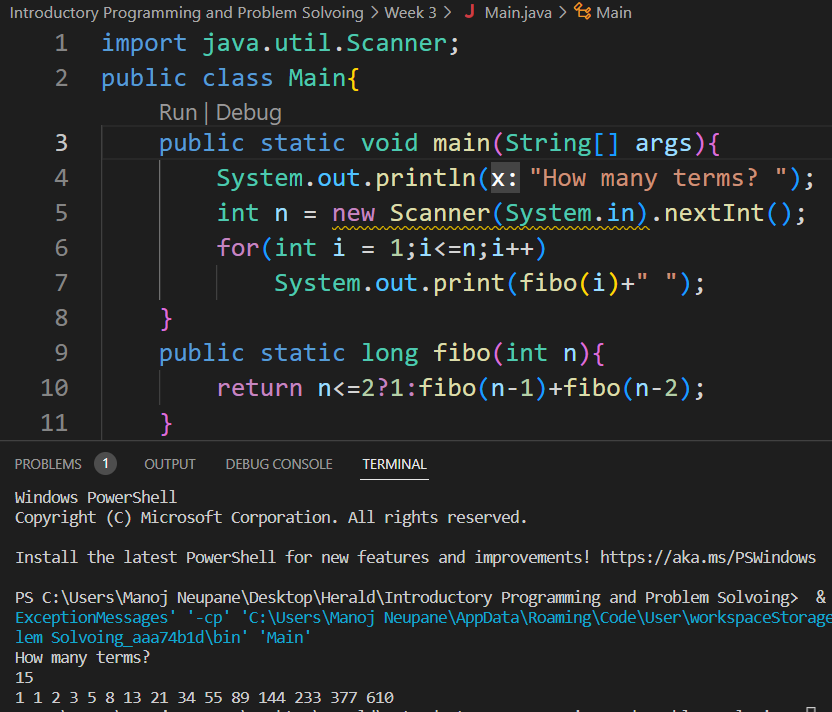 Introductory Programming and Problem Solvoing > Week 3 > J Main.java > Main
1 import java.util.Scanner;
2 public class Main{
Run | Debug
3 public static void main(String[] args){
4 System.out.println(x: "How many terms? ");
5 int n = new Scanner(System.in).nextInt();
6 for(int i = 1;i<=n;i++)
7 System.out.print(fibo(i)+" ");
8 }
9 public static long fibo(int n){
10 return n<=2?1:fibo(n-1)+fibo(n-2);
11 }
PROBLEMS 1 OUTPUT DEBUG CONSOLE TERMINAL
Windows PowerShell
Copyright (C) Microsoft Corporation. All rights reserved.
Install the latest PowerShell for new features and improvements! https://aka.ms/PSWindows
PS C:\Users\Manoj Neupane\Desktop\Herald\Introductory Programming and Problem Solvoing> &
ExceptionMessages' '-cp' 'C:\Users\Manoj Neupane\AppData\Roaming\Code\User\workspaceStorage
lem Solvoing_aaa74b1d\bin' 'Main'
How many terms?
15
1 1 2 3 5 8 13 21 34 55 89 144 233 377 610